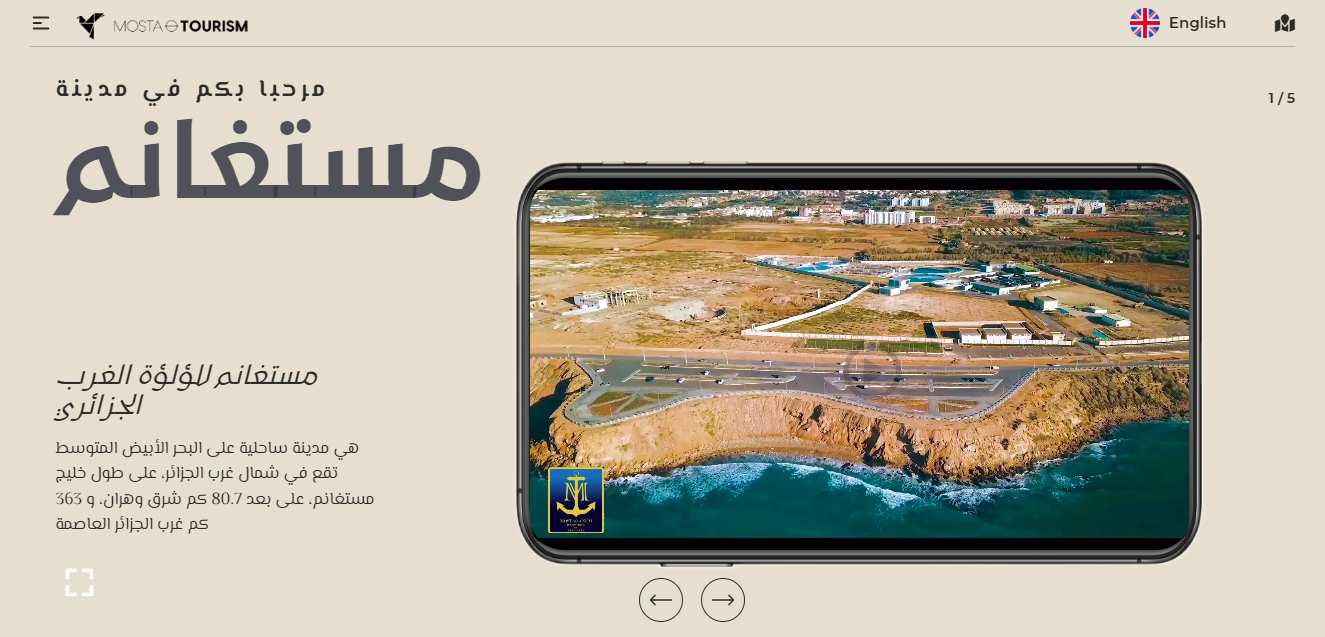 MOSTA TOURISM
English
مرحبا بكم في مدينة
1 / 5
مستغانم
مستغانم لؤلؤة الغرب
الجزائري
هي مدينة ساحلية على البحر الأبيض المتوسط
تقع في شمال غرب الجزائر، على طول خليج
مستغانم، على بعد 80.7 كم شرق وهران، و 363
كم غرب الجزائر العاصمة